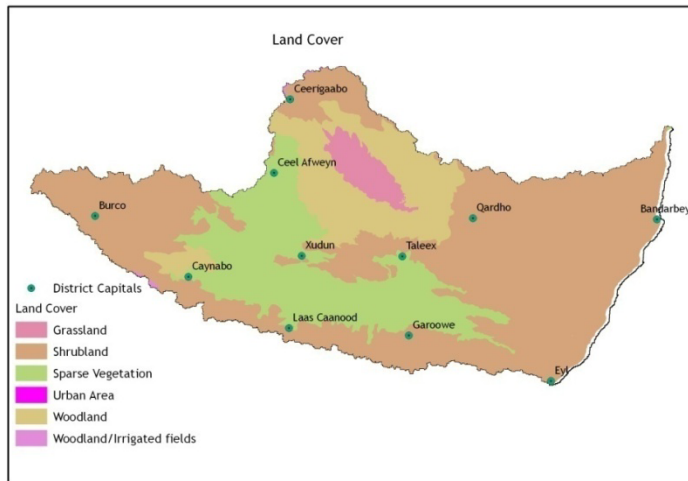 Land Cover
Ceerigaabo
Ceel Afweyn
Burco
Qardho
Bandarbey
Xudun
Taleex
Caynabo
District Capitals
Laas Caanood
Garoowe
Land Cover
Grassland
Shrubland
Eyl
Sparse Vegetation
Urban Area
Woodland
Woodland/Irrigated fields